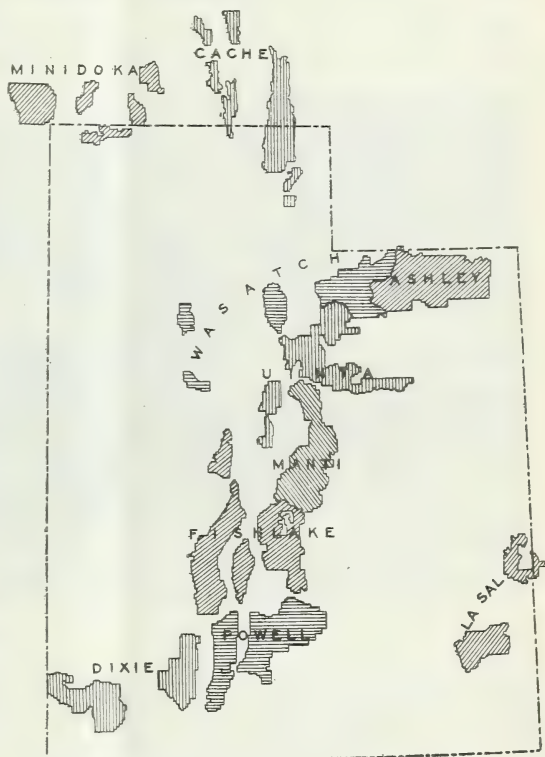 CACHE
MINIDOKA
WASATCH
ASHLEY
UINTA
MANTI
FISHLAKE
LA SAL
POWELL
DIXIE